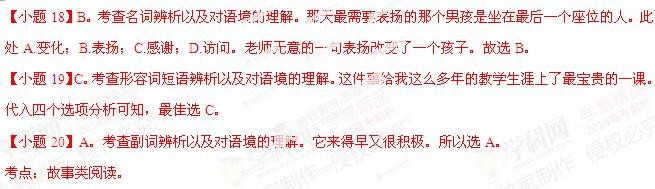 【小题 18】B。考查名词辨析以及对语境的理解。那天最需要表扬的那个男孩是坐在最后一个座位的人。此
处 A.变化；B.表扬；C.感谢；D.访问。老师无意的一句表扬改变了一个孩子。故选 B。
【小题 19】C。考查形容词短语辨析以及对语境的理解。这件事给我这么多年的教学生涯上了最宝贵的一课。
代入四个选项分析可知，最佳选 C。
【小题 20】A。考查副词辨析以及对语境的理解。它来得早又很积极。所以选 A。
考点：故事类阅读。